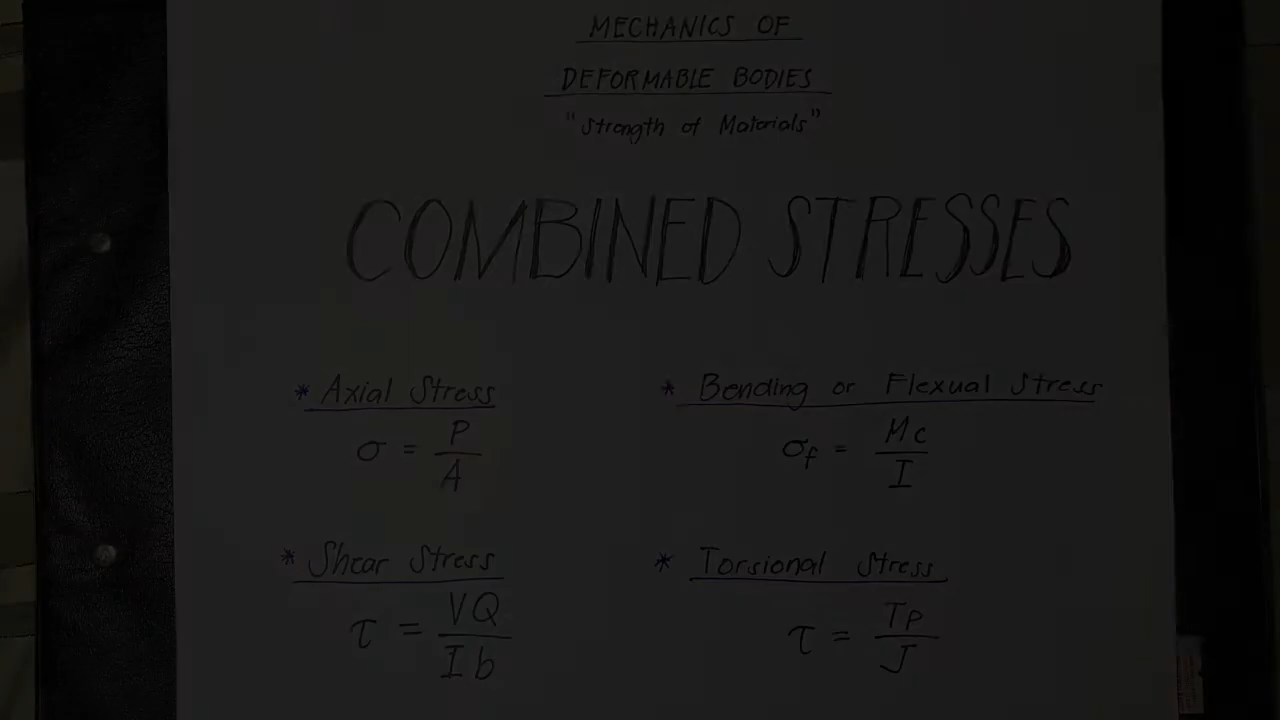 MECHANICS OF
DEFORMABLE BODIES
"Strength of Materials"
COMBINED STRESSES
* Axial Stress
σ = P/A
* Bending or Flexual Stress
σf = Mc/I
* Shear Stress
τ = VQ/Ib
* Torsional Stress
τ = Tρ/J